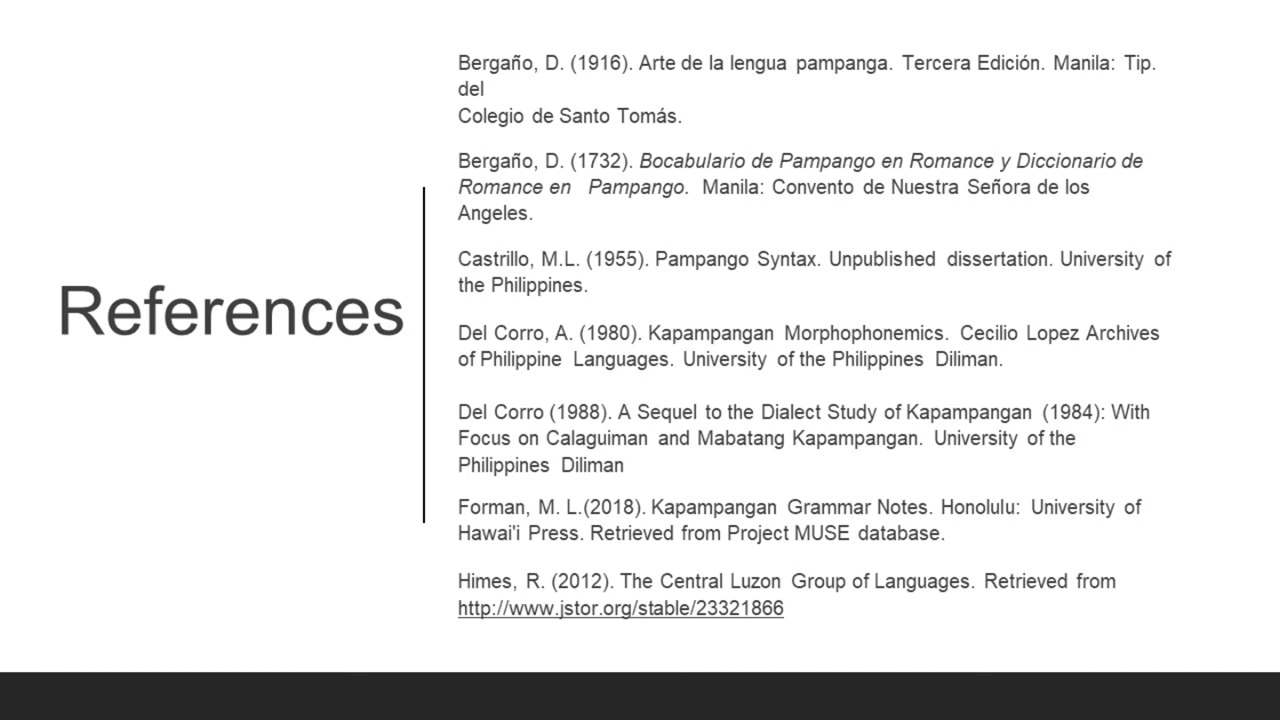 References
Bergaño, D. (1916). Arte de la lengua pampanga. Tercera Edición. Manila: Tip.
del
Colegio de Santo Tomás.
Bergaño, D. (1732). Bocabulario de Pampango en Romance y Diccionario de
Romance en Pampango. Manila: Convento de Nuestra Señora de los
Angeles.
Castrillo, M.L. (1955). Pampango Syntax. Unpublished dissertation. University of
the Philippines.
Del Corro, A. (1980). Kapampangan Morphophonemics. Cecilio Lopez Archives
of Philippine Languages. University of the Philippines Diliman.
Del Corro (1988). A Sequel to the Dialect Study of Kapampangan (1984): With
Focus on Calaguiman and Mabatang Kapampangan. University of the
Philippines Diliman
Forman, M. L.(2018). Kapampangan Grammar Notes. Honolulu: University of
Hawai'i Press. Retrieved from Project MUSE database.
Himes, R. (2012). The Central Luzon Group of Languages. Retrieved from
http://www.jstor.org/stable/23321866